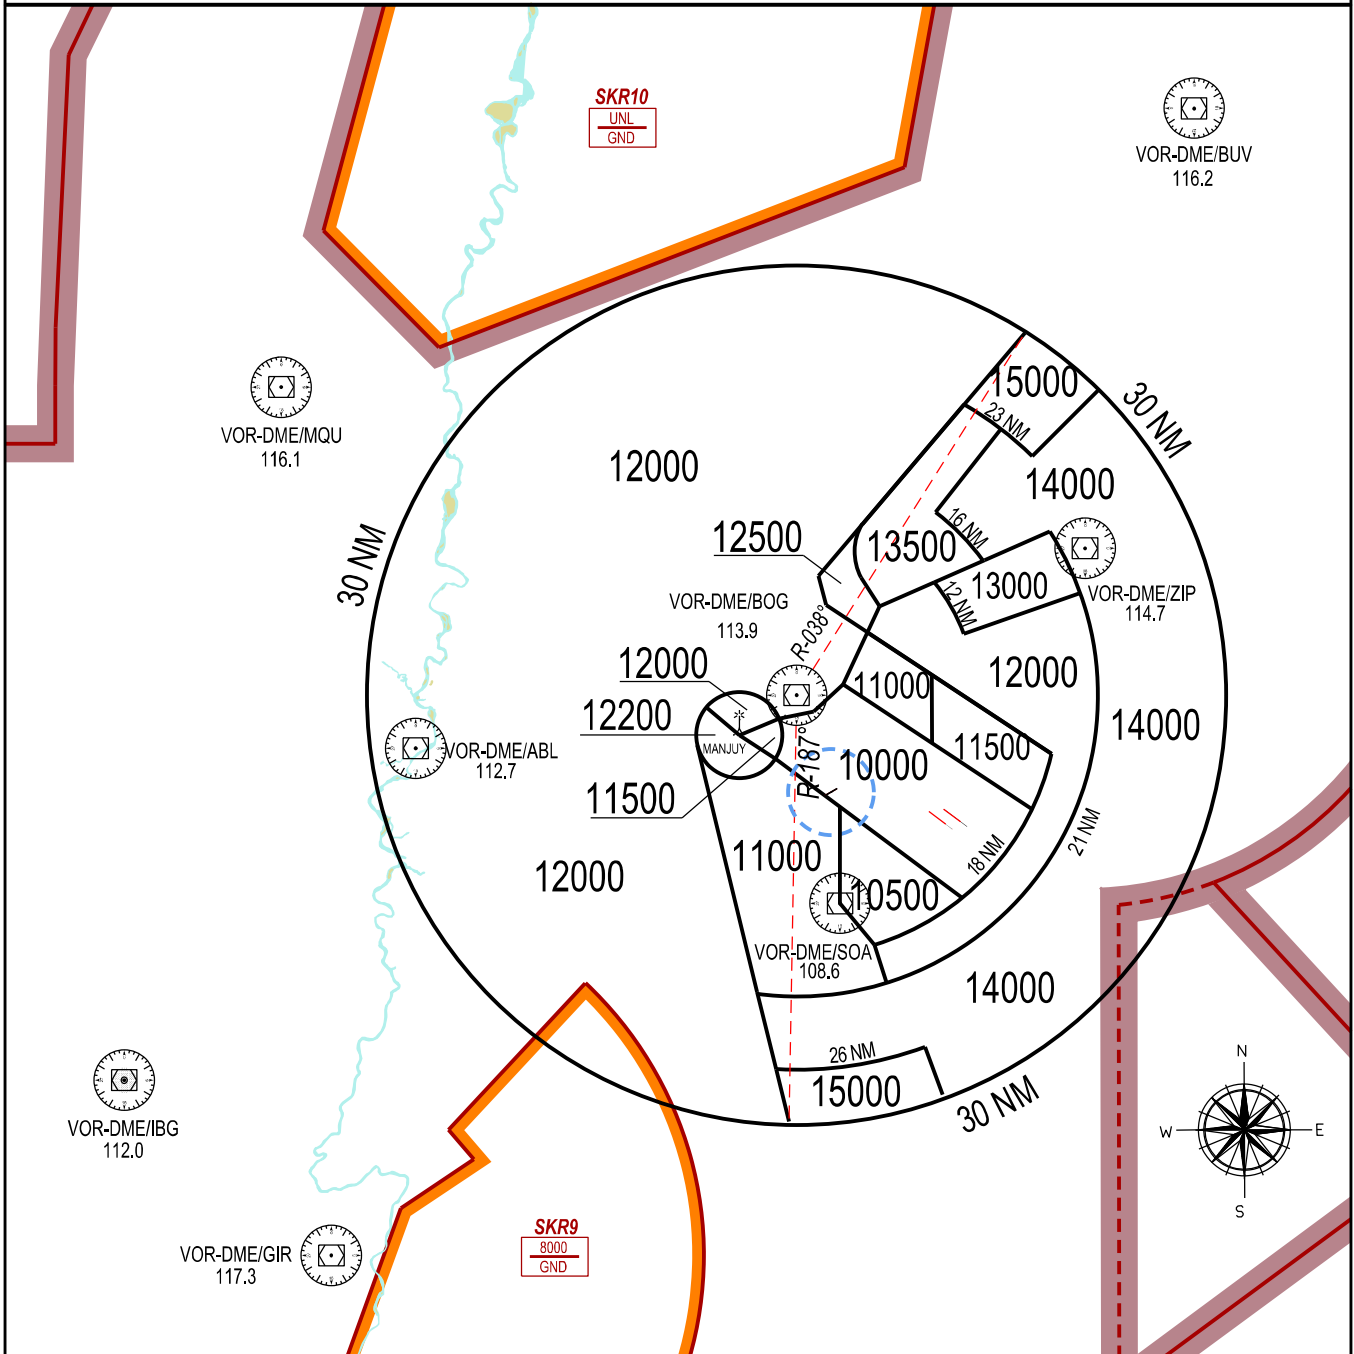 SKR10
UNL
GND
VOR-DME/BUV
116.2
15000
30 NM
23 NM
VOR-DME/MQU
116.1
12000
14000
16 NM
12500
13500
30 NM
13000
12 NM
VOR-DME/ZIP
114.7
VOR-DME/BOG
113.9
R-038°
12000
12000
11000
12200
14000
MANJUY
R-187°
11500
VOR-DME/ABL
112.7
10000
11500
21 NM
11000
18 NM
12000
10500
VOR-DME/SOA
108.6
14000
26 NM
15000
30 NM
N
W
E
S
VOR-DME/IBG
112.0
SKR9
8000
GND
VOR-DME/GIR
117.3